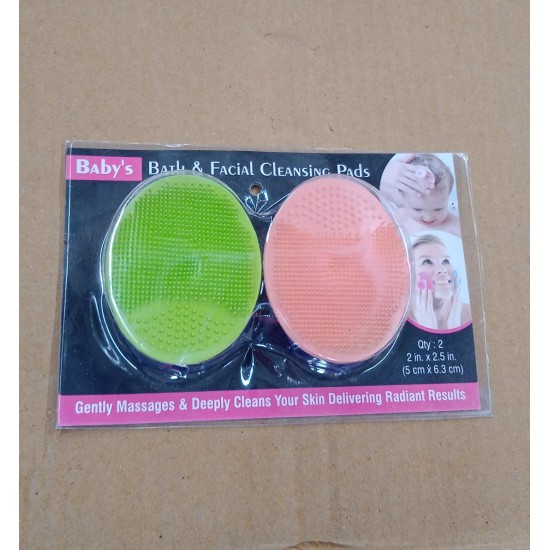 Baby's Bath & Facial Cleansing Pads
Qty : 2
2 in. x 2.5 in.
(5 cm x 6.3 cm)
Gently Massages & Deeply Cleans Your Skin Delivering Radiant Results